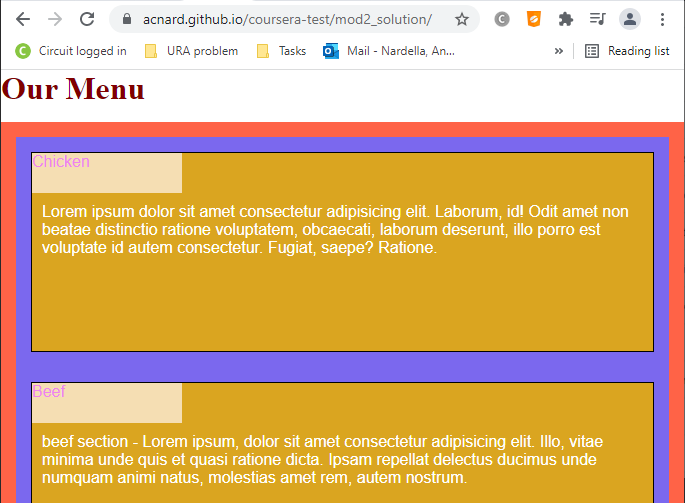 acnard.github.io/coursera-test/mod2_solution/
C Circuit logged in URA problem Tasks Mail - Nardella, An... » Reading list
Our Menu
Chicken
Lorem ipsum dolor sit amet consectetur adipisicing elit. Laborum, id! Odit amet non
beatae distinctio ratione voluptatem, obcaecati, laborum deserunt, illo porro est
voluptate id autem consectetur. Fugiat, saepe? Ratione.
Beef
beef section - Lorem ipsum, dolor sit amet consectetur adipisicing elit. Illo, vitae
minima unde quis et quasi ratione dicta. Ipsam repellat delectus ducimus unde
numquam animi natus, molestias amet rem, autem nostrum.